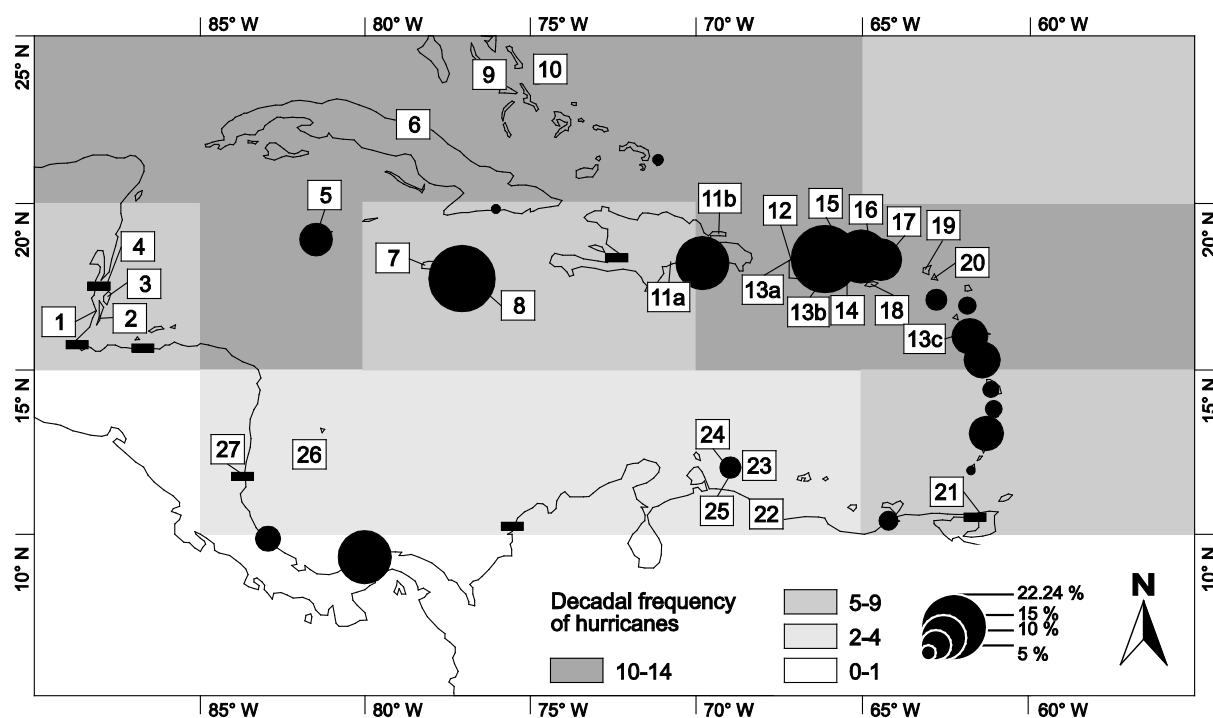 85° W 80° W 75° W 70° W 65° W 60° W
25° N 25° N
9 10
6
5 11b 12 15 16 17 19
20° N 20° N
4 7 20
3 8 11a 13a 13b 14 18
1 2 13c
15° N 15° N
27 26 24 23
25 22 21
10° N 10° N
Decadal frequency
of hurricanes
10-14
5-9
2-4
0-1
22.24 %
15 %
10 %
5 %
N
85° W 80° W 75° W 70° W 65° W 60° W